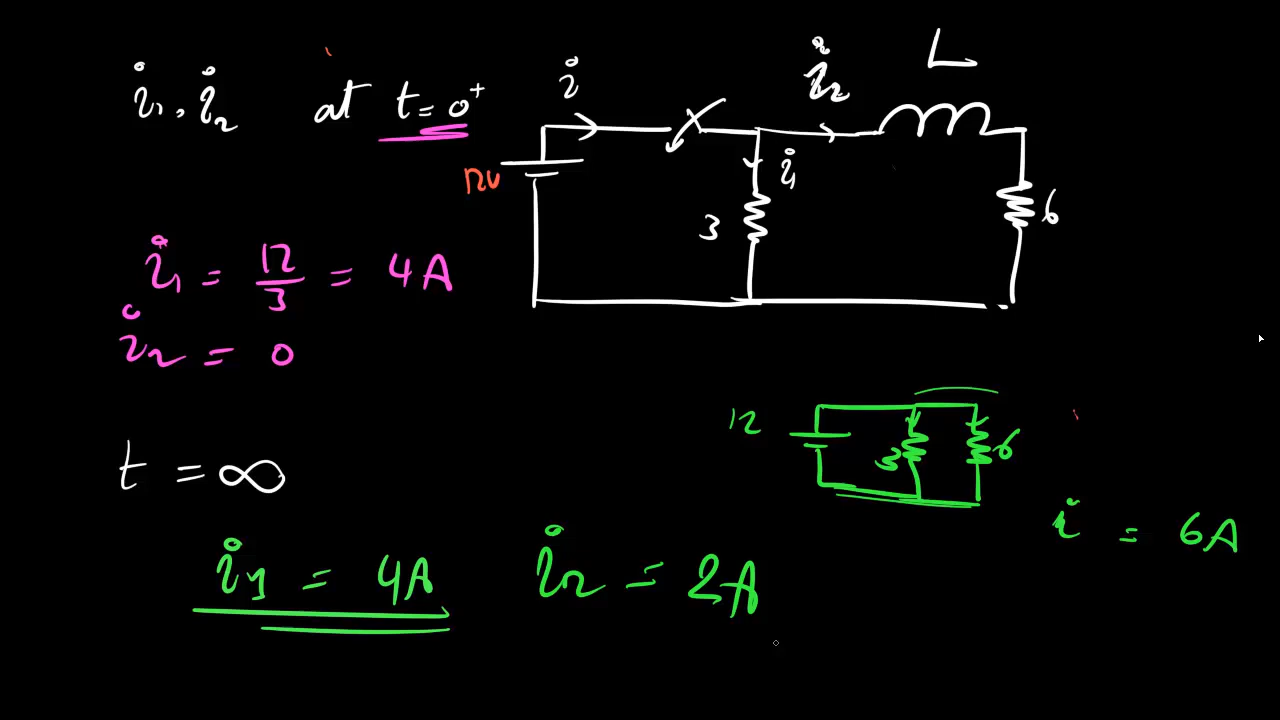 i₁, i₂ at t = 0⁺
i
i₂
L
12V
i₁
3
6
i₁ = 12/3 = 4A
i₂ = 0
12
3
6
t = ∞
i = 6A
i₁ = 4A
i₂ = 2A